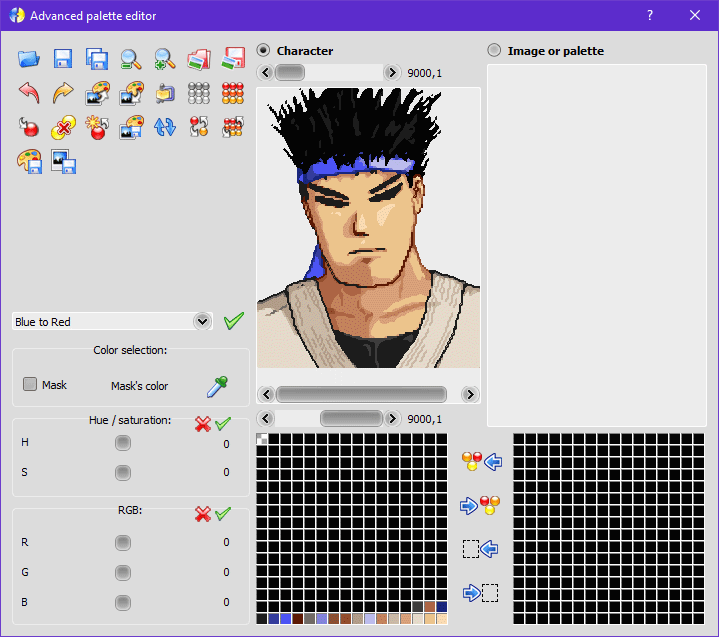 Advanced palette editor
?
Character
Image or palette
9000,1
Blue to Red
Color selection:
Mask
Mask's color
9000,1
Hue / saturation:
H
0
S
0
RGB:
R
0
G
0
B
0